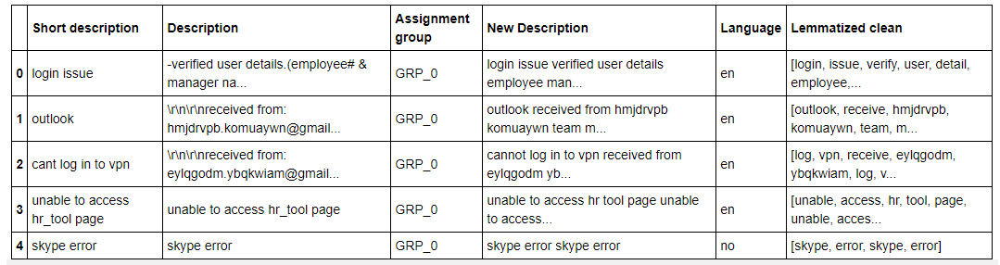 Short description Description Assignment group New Description Language Lemmatized clean
0 login issue -verified user details.(employee# & manager na... GRP_0 login issue verified user details employee man... en [login, issue, verify, user, detail, employee,...
1 outlook \r\n\r\nreceived from: hmjdrvpb.komuaywn@gmail... GRP_0 outlook received from hmjdrvpb komuaywn team m... en [outlook, receive, hmjdrvpb, komuaywn, team, m...
2 cant log in to vpn \r\n\r\nreceived from: eylqgodm.ybqkwiam@gmail... GRP_0 cannot log in to vpn received from eylqgodm yb... en [log, vpn, receive, eylqgodm, ybqkwiam, log, v...
3 unable to access hr_tool page unable to access hr_tool page GRP_0 unable to access hr tool page unable to access... en [unable, access, hr, tool, page, unable, acces...
4 skype error skype error GRP_0 skype error skype error no [skype, error, skype, error]